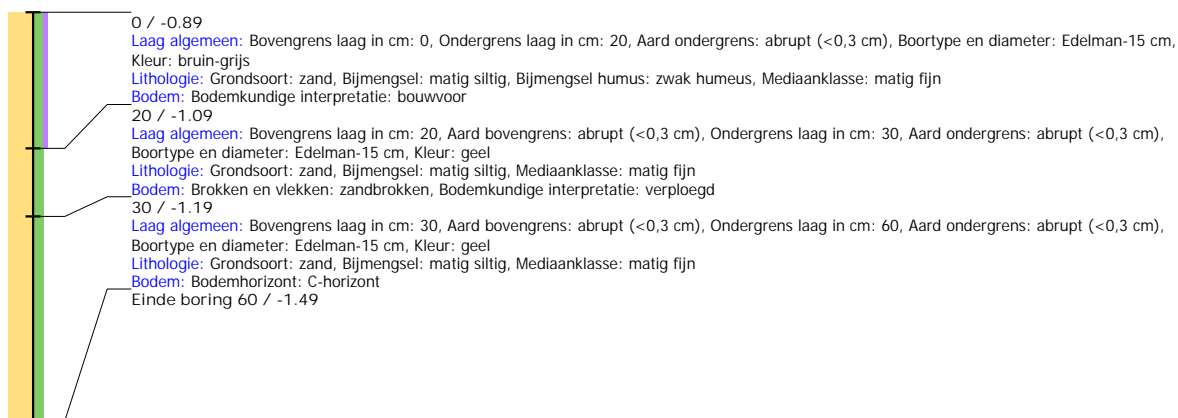 0 / -0.89
Laag algemeen: Bovengrens laag in cm: 0, Ondergrens laag in cm: 20, Aard ondergrens: abrupt (<0,3 cm), Boortype en diameter: Edelman-15 cm,
Kleur: bruin-grijs
Lithologie: Grondsoort: zand, Bijmengsel: matig siltig, Bijmengsel humus: zwak humeus, Mediaanklasse: matig fijn
Bodem: Bodemkundige interpretatie: bouwvoor
20 / -1.09
Laag algemeen: Bovengrens laag in cm: 20, Aard bovengrens: abrupt (<0,3 cm), Ondergrens laag in cm: 30, Aard ondergrens: abrupt (<0,3 cm),
Boortype en diameter: Edelman-15 cm, Kleur: geel
Lithologie: Grondsoort: zand, Bijmengsel: matig siltig, Mediaanklasse: matig fijn
Bodem: Brokken en vlekken: zandbrokken, Bodemkundige interpretatie: verploegd
30 / -1.19
Laag algemeen: Bovengrens laag in cm: 30, Aard bovengrens: abrupt (<0,3 cm), Ondergrens laag in cm: 60, Aard ondergrens: abrupt (<0,3 cm),
Boortype en diameter: Edelman-15 cm, Kleur: geel
Lithologie: Grondsoort: zand, Bijmengsel: matig siltig, Mediaanklasse: matig fijn
Bodem: Bodemhorizont: C-horizont
Einde boring 60 / -1.49